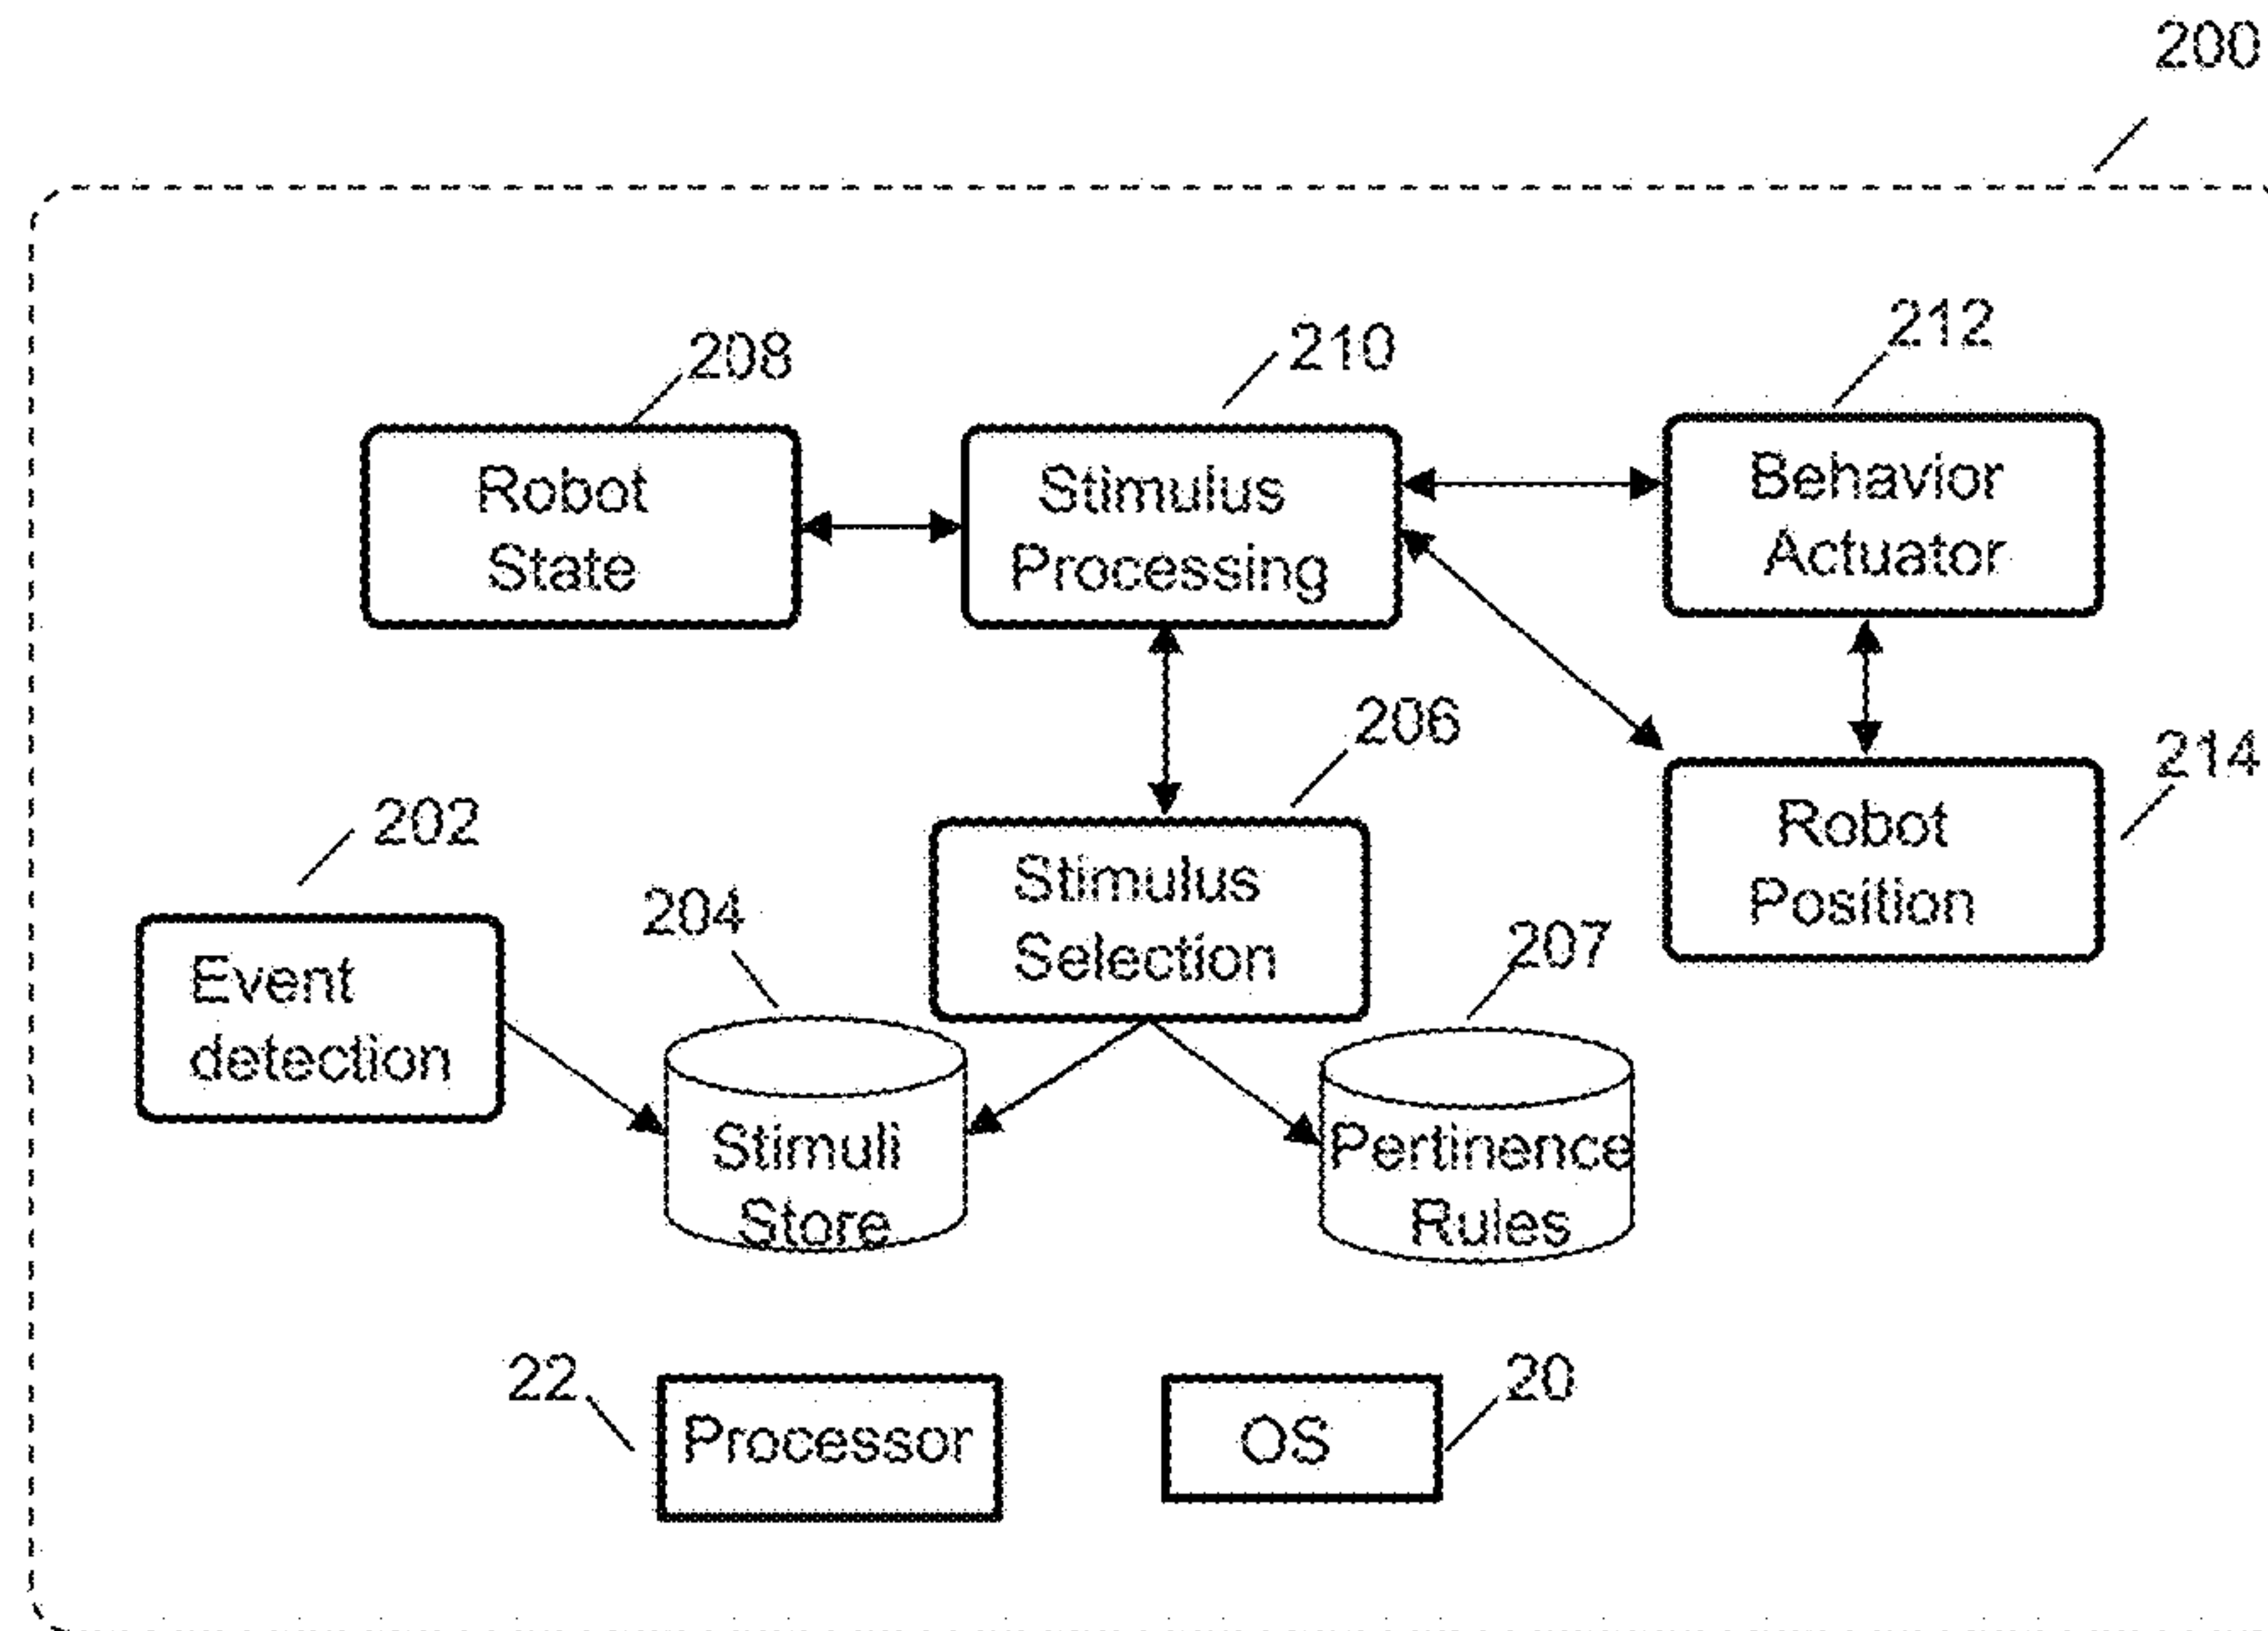 200
208
210
212
Robot
State
Stimulus
Processing
Behavior
Actuator
206
214
202
204
Stimulus
Selection
207
Robot
Position
Event
detection
Stimuli
Store
Pertinence
Rules
22
Processor
OS
20